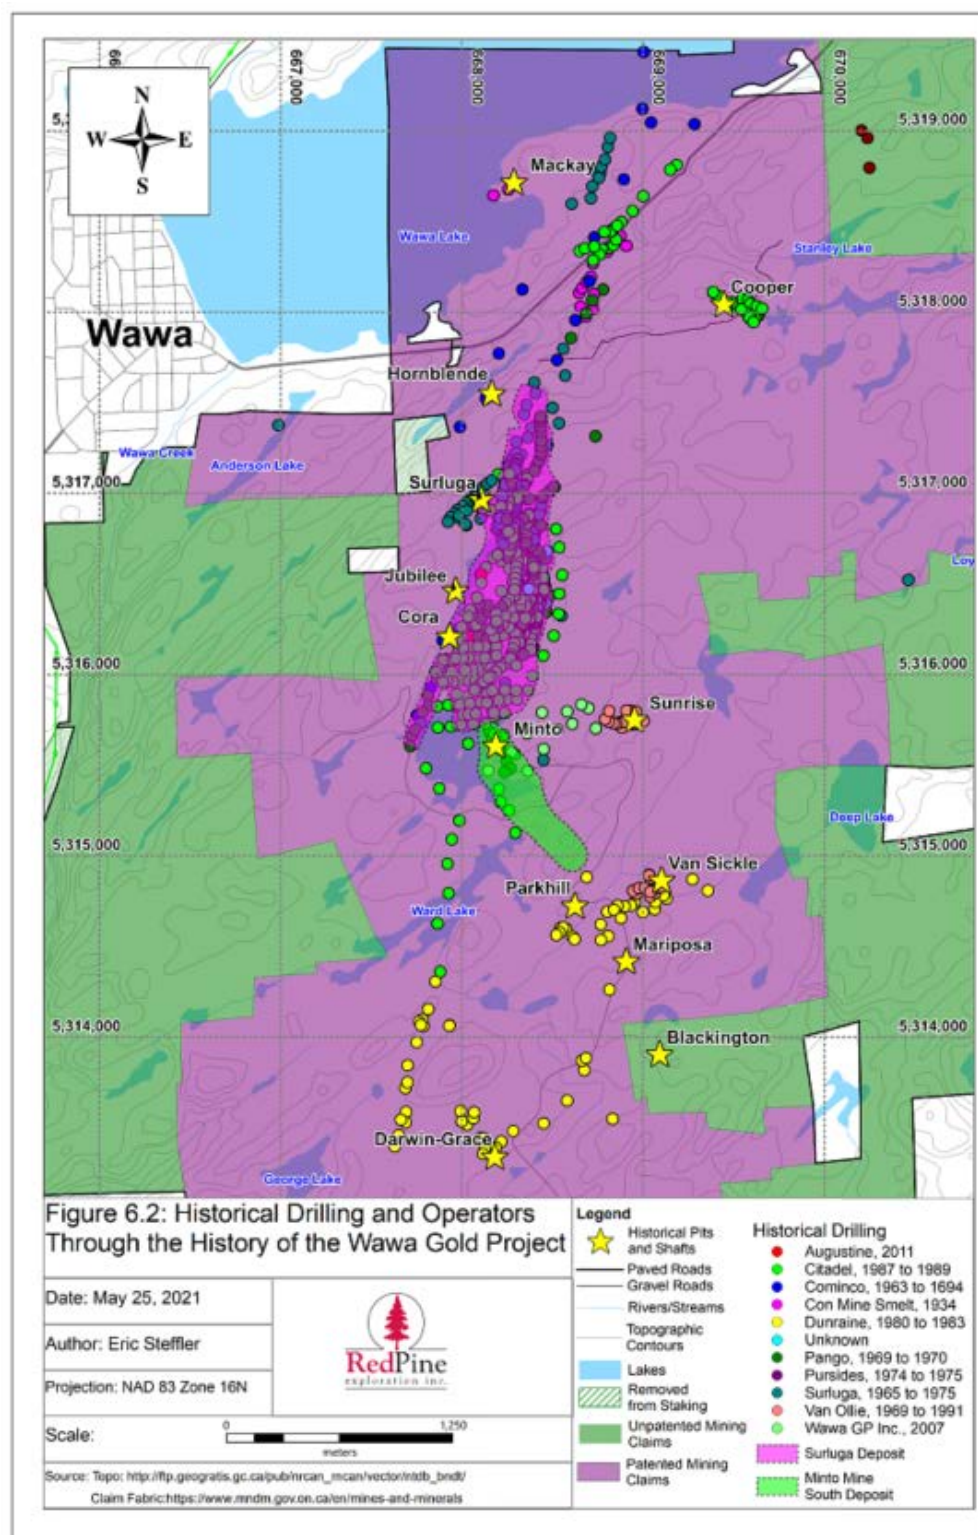 667,000
668,000
669,000
670,000
N
W E
S
5,319,000
Mackay
Wawa Lake
Stanley Lake
Cooper
5,318,000
Wawa
Hornblende
Wawa Creek
Anderson Lake
Surluga
5,317,000
5,317,000
Loy
Jubilee
Cora
5,316,000
5,316,000
Sunrise
Minto
Deep Lake
5,315,000
5,315,000
Van Sickle
Parkhill
Ward Lake
Mariposa
5,314,000
5,314,000
Blackington
Darwin-Grace
George Lake
Figure 6.2: Historical Drilling and Operators
Through the History of the Wawa Gold Project
Date: May 25, 2021
Author: Eric Steffler
Projection: NAD 83 Zone 16N
RedPine
exploration inc.
Scale:
0 1,250
meters
Source: Topo: http://ftp.geogratis.gc.ca/pub/nrcan_rncan/vector/ntdb_bndt/
Claim Fabric:https://www.mndm.gov.on.ca/en/mines-and-minerals
Legend
Historical Pits
and Shafts
Paved Roads
Gravel Roads
Rivers/Streams
Topographic
Contours
Lakes
Removed
from Staking
Unpatented Mining
Claims
Patented Mining
Claims
Historical Drilling
Augustine, 2011
Citadel, 1987 to 1989
Cominco, 1963 to 1694
Con Mine Smelt, 1934
Dunraine, 1980 to 1983
Unknown
Pango, 1969 to 1970
Pursides, 1974 to 1975
Surluga, 1965 to 1975
Van Ollie, 1969 to 1991
Wawa GP Inc., 2007
Surluga Deposit
Minto Mine
South Deposit